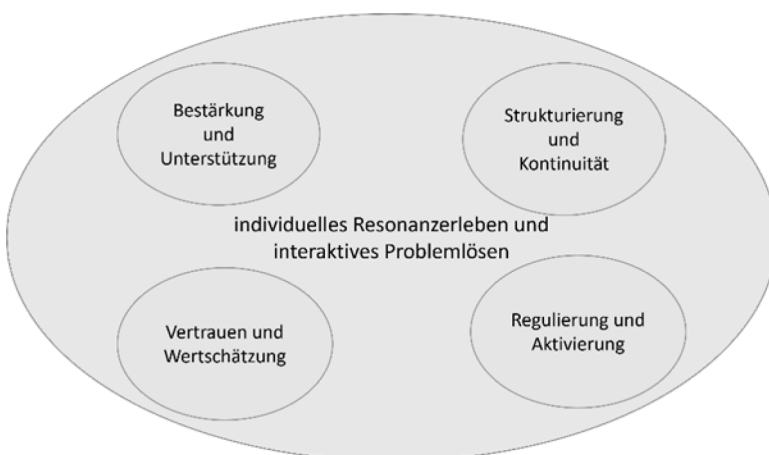 Bestärkung
und
Unterstützung
Strukturierung
und
Kontinuität
individuelles Resonanzerleben und
interaktives Problemlösen
Vertrauen und
Wertschätzung
Regulierung und
Aktivierung